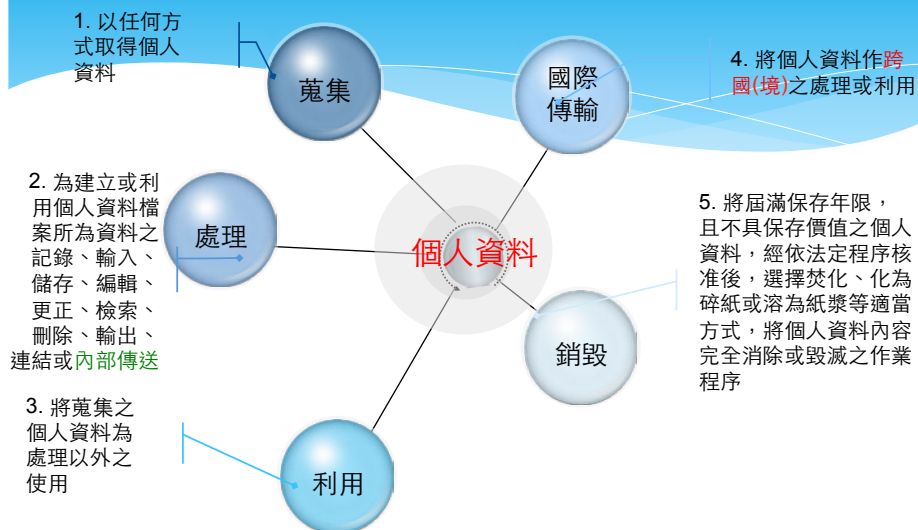 1. 以任何方
式取得個人
資料
蒐集
國際
傳輸
4. 將個人資料作跨
國(境)之處理或利用
2. 為建立或利
用個人資料檔
案所為資料之
記錄、輸入、
儲存、編輯、
更正、檢索、
刪除、輸出、
連結或內部傳送
處理
個人資料
5. 將屆滿保存年限，
且不具保存價值之個人
資料，經依法定程序核
准後，選擇焚化、化為
碎紙或溶為紙漿等適當
方式，將個人資料內容
完全消除或毀滅之作業
程序
銷毀
3. 將蒐集之
個人資料為
處理以外之
使用
利用